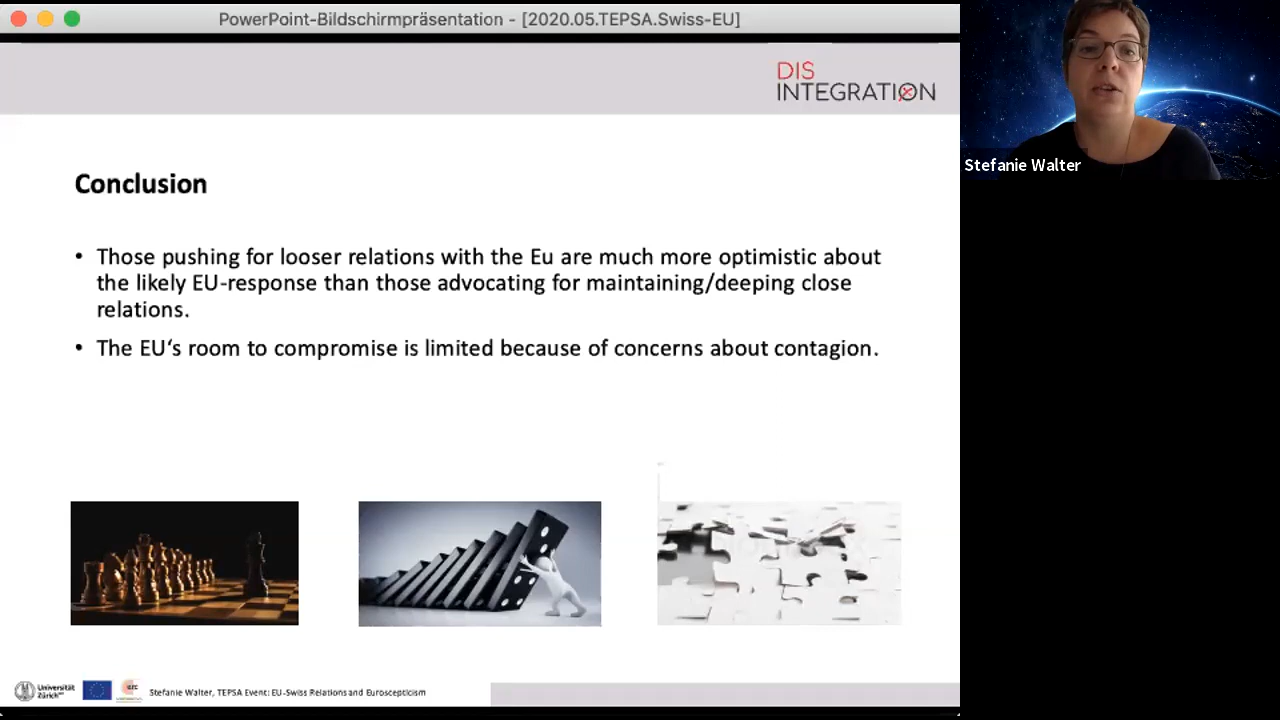 PowerPoint-Bildschirmpräsentation - [2020.05.TEPSA.Swiss-EU]
DIS
INTEGRATION
Stefanie Walter
Conclusion
• Those pushing for looser relations with the Eu are much more optimistic about
the likely EU-response than those advocating for maintaining/deeping close
relations.
• The EU‘s room to compromise is limited because of concerns about contagion.
Universität
Zürich
erc
Stefanie Walter, TEPSA Event: EU-Swiss Relations and Euroscepticism